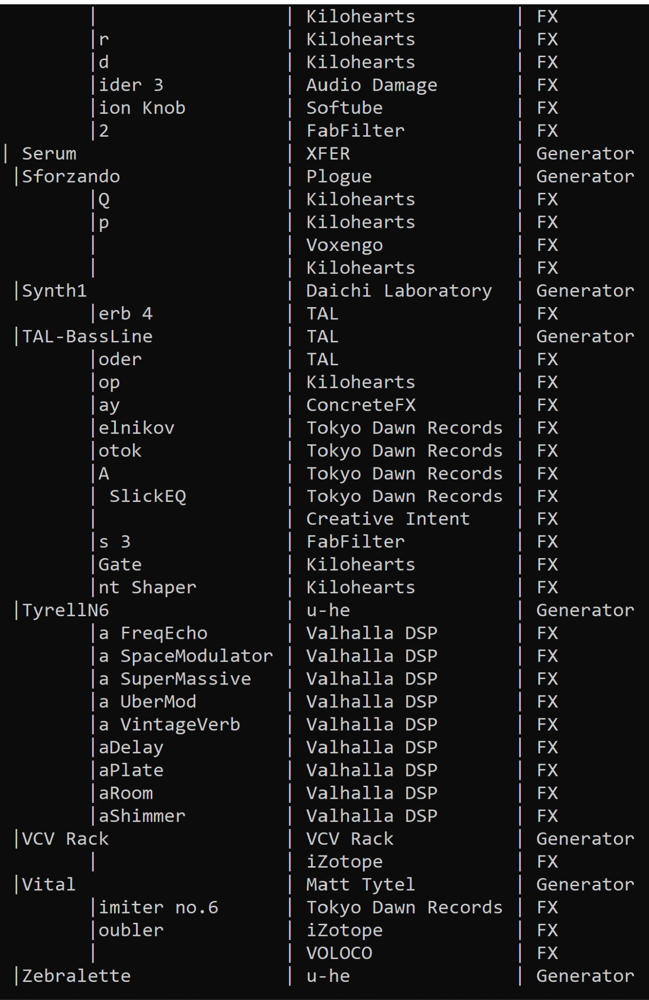 | | Kilohearts | FX
|r | Kilohearts | FX
|d | Kilohearts | FX
|ider 3 | Audio Damage | FX
|ion Knob | Softube | FX
|2 | FabFilter | FX
| Serum | XFER | Generator
|Sforzando | Plogue | Generator
|Q | Kilohearts | FX
|p | Kilohearts | FX
| | Voxengo | FX
| | Kilohearts | FX
|Synth1 | Daichi Laboratory | Generator
|erb 4 | TAL | FX
|TAL-BassLine | TAL | Generator
|oder | TAL | FX
|op | Kilohearts | FX
|ay | ConcreteFX | FX
|elnikov | Tokyo Dawn Records | FX
|otok | Tokyo Dawn Records | FX
|A | Tokyo Dawn Records | FX
| SlickEQ | Tokyo Dawn Records | FX
| | Creative Intent | FX
|s 3 | FabFilter | FX
|Gate | Kilohearts | FX
|nt Shaper | Kilohearts | FX
|TyrellN6 | u-he | Generator
|a FreqEcho | Valhalla DSP | FX
|a SpaceModulator | Valhalla DSP | FX
|a SuperMassive | Valhalla DSP | FX
|a UberMod | Valhalla DSP | FX
|a VintageVerb | Valhalla DSP | FX
|aDelay | Valhalla DSP | FX
|aPlate | Valhalla DSP | FX
|aRoom | Valhalla DSP | FX
|aShimmer | Valhalla DSP | FX
|VCV Rack | VCV Rack | Generator
| | iZotope | FX
|Vital | Matt Tytel | Generator
|imiter no.6 | Tokyo Dawn Records | FX
|oubler | iZotope | FX
| | VOLOCO | FX
|Zebralette | u-he | Generator